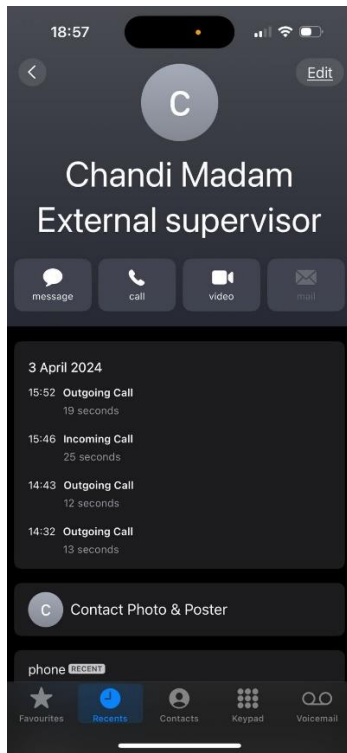 18:57
Edit
C
Chandi Madam
External supervisor
message call video mail
3 April 2024
15:52 Outgoing Call
19 seconds
15:46 Incoming Call
25 seconds
14:43 Outgoing Call
12 seconds
14:32 Outgoing Call
13 seconds
C Contact Photo & Poster
phone RECENT
Favourites Recents Contacts Keypad Voicemail